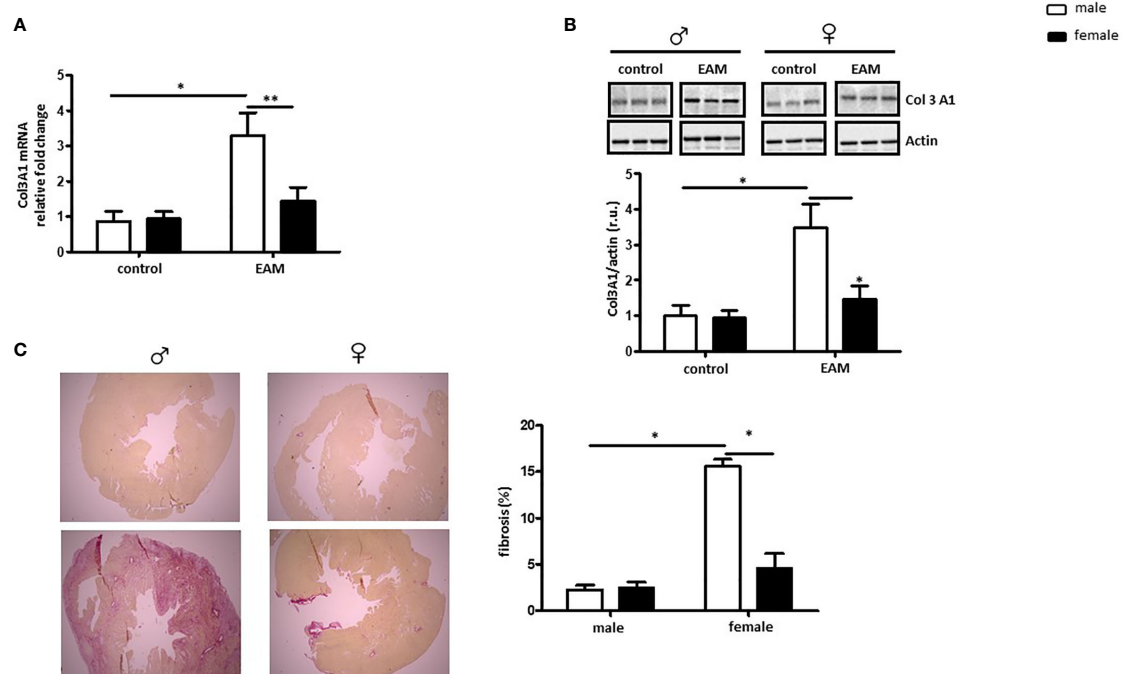 male
female
A
5
4
3
2
1
0
Col3A1 mRNA
relative fold change
*
**
control
EAM
B
♂
♀
control
EAM
control
EAM
Col 3 A1
Actin
5
4
3
2
1
0
Col3A1/actin (r.u.)
*
*
control
EAM
C
♂
♀
20
15
10
5
0
fibrosis (%)
*
*
male
female